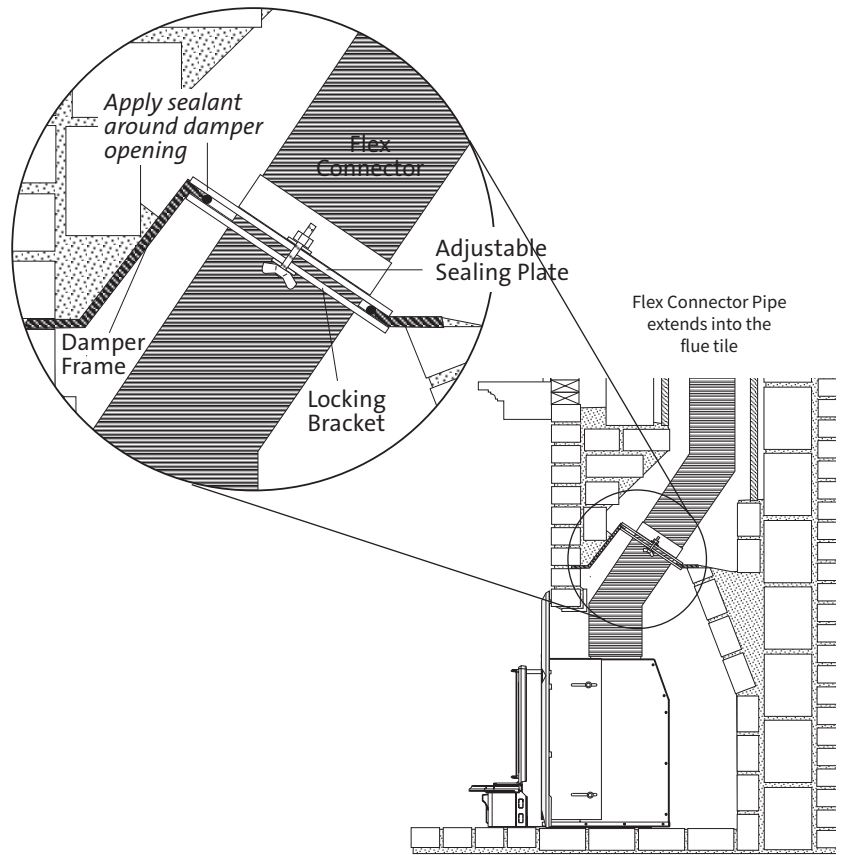 Apply sealant
around damper
opening
Flex
Connector
Adjustable
Sealing Plate
Damper
Frame
Locking
Bracket
Flex Connector Pipe
extends into the
flue tile